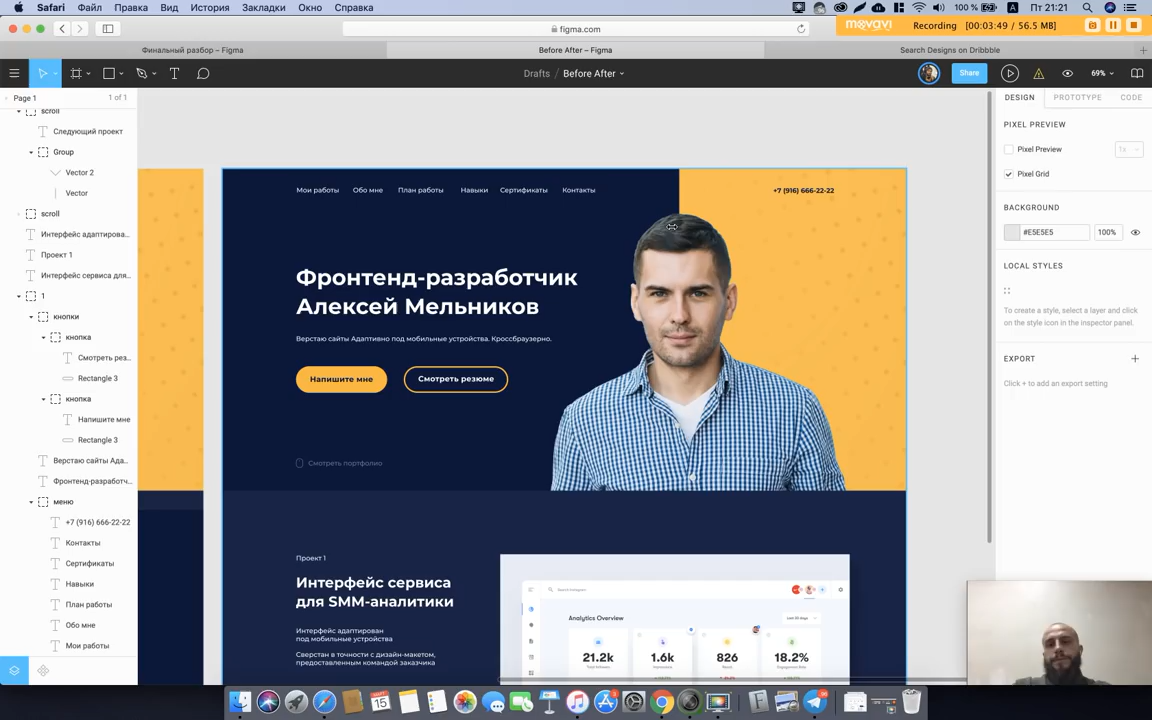 Safari Файл Правка Вид История Закладки Окно Справка
100 %
Пт 21:21
figma.com
movavi Recording [ 00:03:49 / 56.5 MB ]
Финальный разбор – Figma
Before After – Figma
Search Designs on Dribbble
Drafts / Before After
Share
69%
Page 1
1 of 1
scroll
Следующий проект
Group
Vector 2
Vector
scroll
Интерфейс адаптирова...
Проект 1
Интерфейс сервиса для...
1
кнопки
кнопка
Смотреть рез...
Rectangle 3
кнопка
Напишите мне
Rectangle 3
Верстаю сайты Ада...
Фронтенд-разработч...
меню
+7 (916) 666-22-22
Контакты
Сертификаты
Навыки
План работы
Обо мне
Мои работы
Мои работы Обо мне План работы Навыки Сертификаты Контакты
+7 (916) 666-22-22
Фронтенд-разработчик
Алексей Мельников
Верстаю сайты Адаптивно под мобильные устройства. Кроссбраузерно.
Напишите мне
Смотреть резюме
Смотреть портфолио
Проект 1
Интерфейс сервиса
для SMM-аналитики
Интерфейс адаптирован
под мобильные устройства
Сверстан в точности с дизайн-макетом,
предоставленным командой заказчика
Analytics Overview
21.2k
1.6k
826
18.2%
DESIGN PROTOTYPE CODE
PIXEL PREVIEW
Pixel Preview
1x
Pixel Grid
BACKGROUND
#E5E5E5
100%
LOCAL STYLES
To create a style, select a layer and click
on the style icon in the inspector panel.
EXPORT
Click + to add an export setting
15